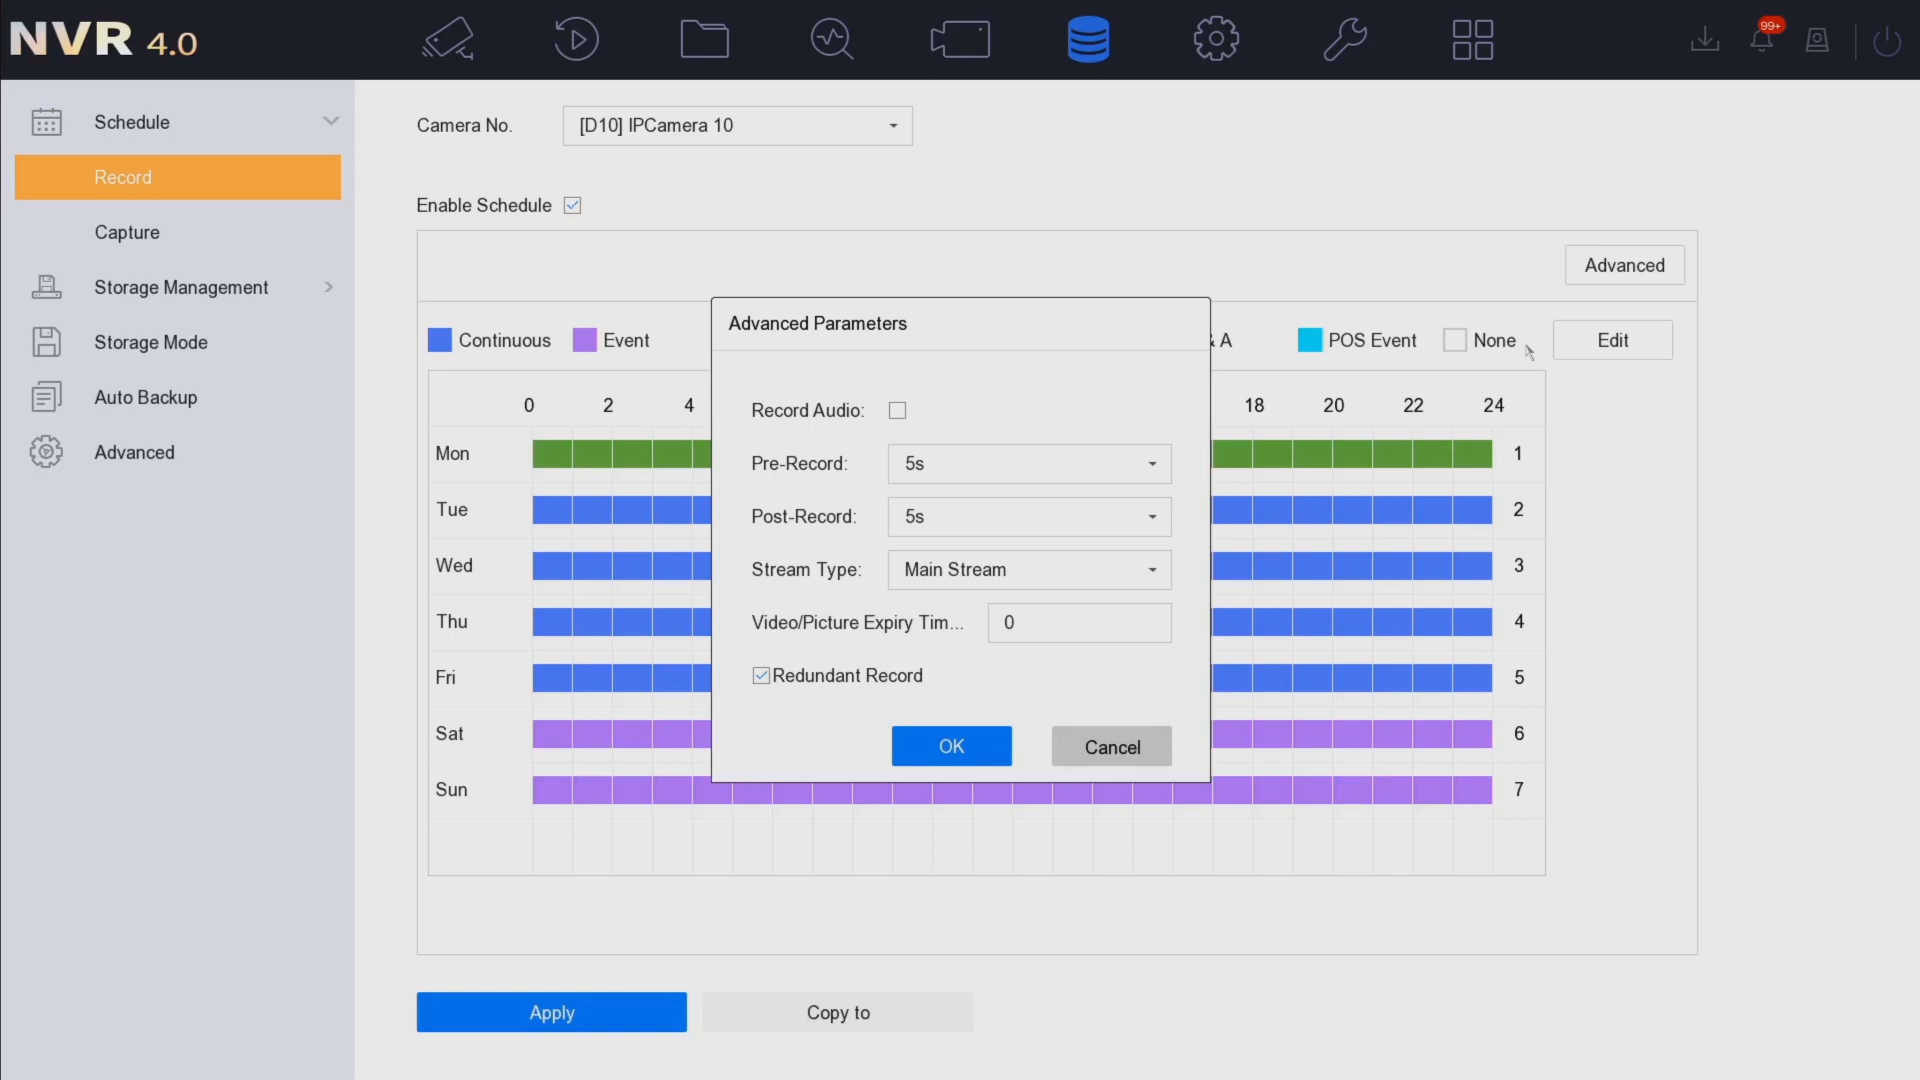 NVR 4.0
99+
Schedule
Record
Capture
Storage Management
Storage Mode
Auto Backup
Advanced
Camera No.
[D10] IPCamera 10
Enable Schedule
Advanced
Continuous
Event
& A
POS Event
None
Edit
0 2 4 18 20 22 24
Mon 1
Tue 2
Wed 3
Thu 4
Fri 5
Sat 6
Sun 7
Advanced Parameters
Record Audio:
Pre-Record: 5s
Post-Record: 5s
Stream Type: Main Stream
Video/Picture Expiry Tim... 0
Redundant Record
OK
Cancel
Apply
Copy to